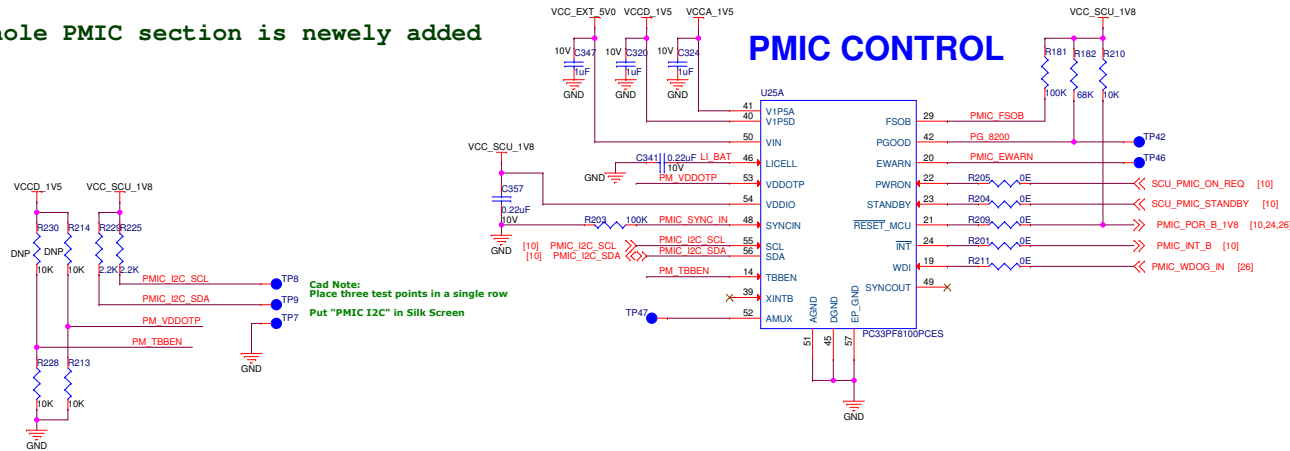 hole PMIC section is newely added
VCC_EXT_5V0 VCCD_1V5 VCCA_1V5
VCC_SCU_1V8
PMIC CONTROL
10V C347 1uF GND
10V C320 1uF GND
10V C324 1uF GND
R181 100K
R182 68K
R210 10K
U25A
41 V1P5A
40 V1P5D
50 VIN
C341 0.22uF 10V GND LI_BAT 46 LICELL
PM_VDDOTP 53 VDDOTP
54 VDDIO
VCC_SCU_1V8
C357 0.22uF 10V GND
R203 100K PMIC_SYNC_IN 48 SYNCIN
[10] PMIC_I2C_SCL PMIC_I2C_SCL 55 SCL
[10] PMIC_I2C_SDA PMIC_I2C_SDA 56 SDA
PM_TBBEN 14 TBBEN
39 XINTB
TP47 52 AMUX
FSOB 29 PMIC_FSOB
PGOOD 42 PG_8200 TP42
EWARN 20 PMIC_EWARN TP46
PWRON 22 R205 0E SCU_PMIC_ON_REQ [10]
STANDBY 23 R204 0E SCU_PMIC_STANDBY [10]
RESET_MCU 21 R209 0E PMIC_POR_B_1V8 [10,24,26]
INT 24 R201 0E PMIC_INT_B [10]
WDI 19 R211 0E PMIC_WDOG_IN [26]
SYNCOUT 49
AGND DGND EP_GND
51 45 57
PC33PF8100PCES
GND
VCCD_1V5 VCC_SCU_1V8
R230 R214 R229 R225
DNP DNF
10K 10K 2.2K 2.2K
PMIC_I2C_SCL TP8
PMIC_I2C_SDA TP9
TP7
GND
PM_VDDOTP
PM_TBBEN
R228 R213
10K 10K
GND
Cad Note:
Place three test points in a single row
Put "PMIC I2C" in Silk Screen